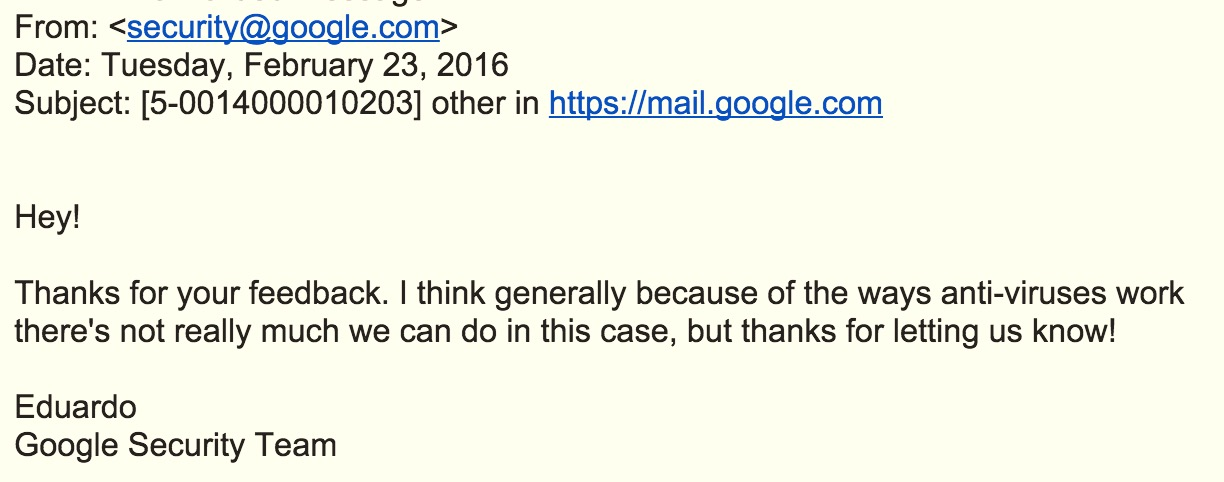 From: <security@google.com>
Date: Tuesday, February 23, 2016
Subject: [5-0014000010203] other in https://mail.google.com
Hey!
Thanks for your feedback. I think generally because of the ways anti-viruses work
there's not really much we can do in this case, but thanks for letting us know!
Eduardo
Google Security Team